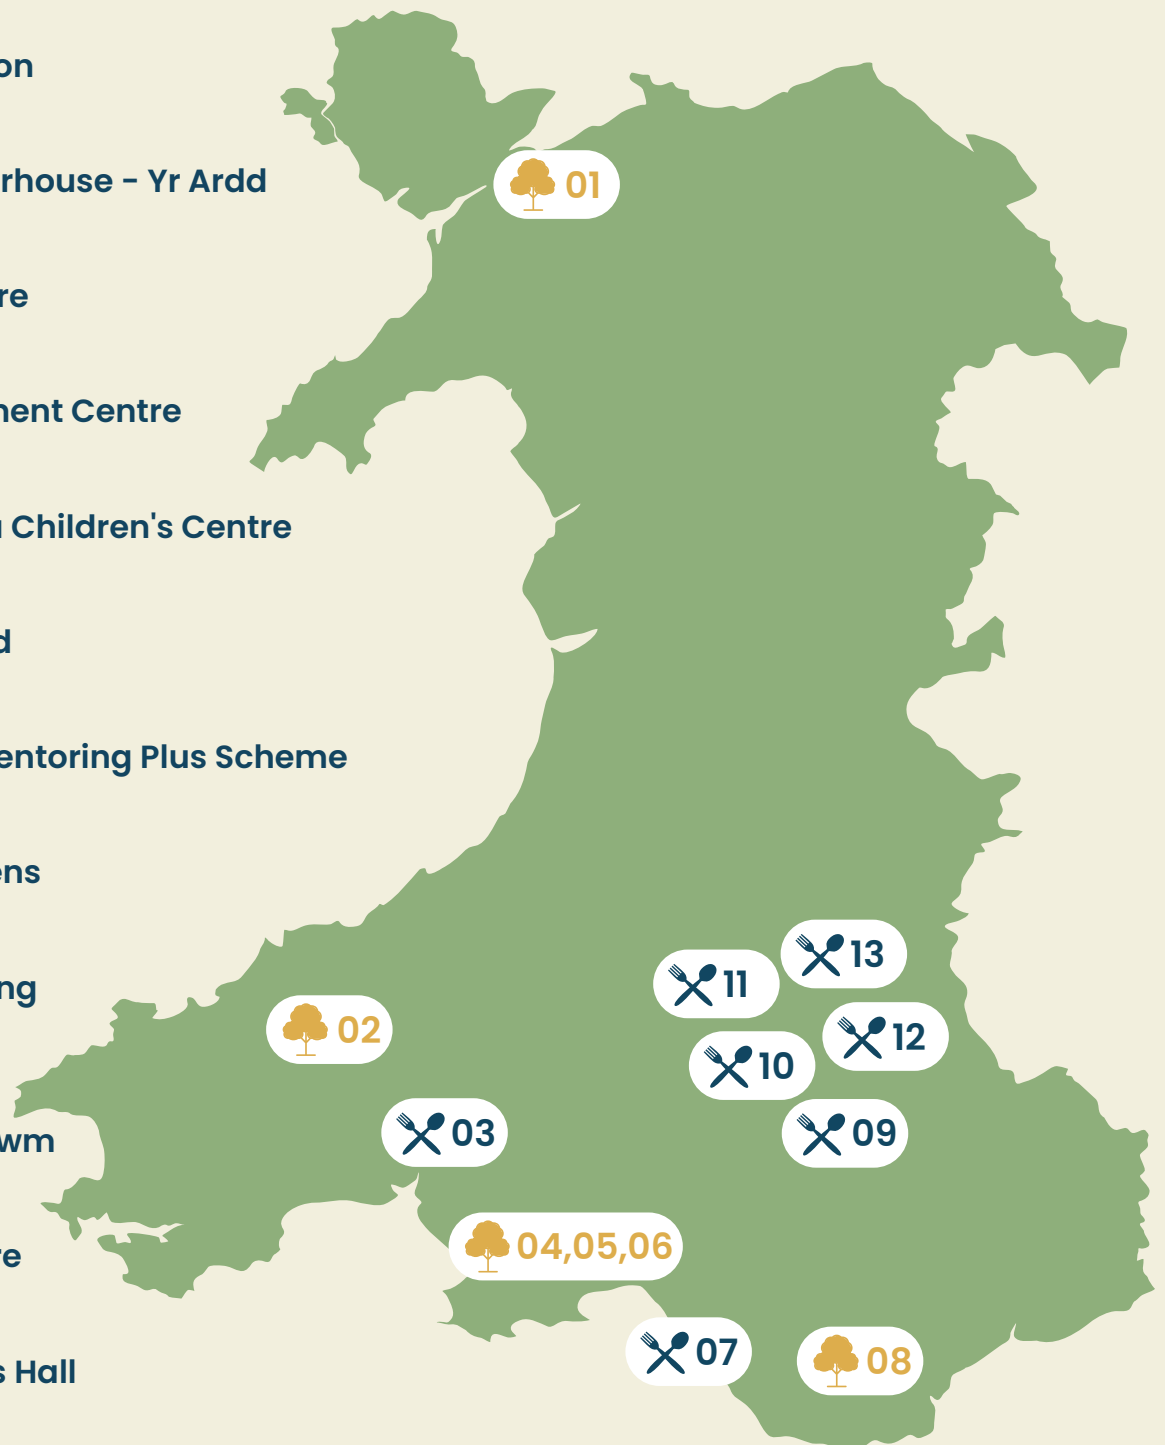 on
rhouse - Yr Ardd
re
ment Centre
Children's Centre
d
entoring Plus Scheme
ens
ng
wm
re
s Hall
01
13
11
12
02
10
03
09
04,05,06
07
08